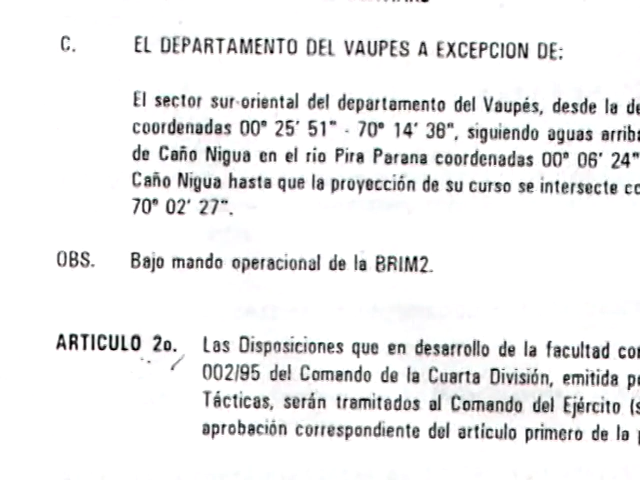 C. EL DEPARTAMENTO DEL VAUPES A EXCEPCION DE:
El sector sur-oriental del departamento del Vaupés, desde la
coordenadas 00° 25' 51" - 70° 14' 38", siguiendo aguas
de Caño Nigua en el rio Pira Parana coordenadas 00° 06' 24"
Caño Nigua hasta que la proyección de su curso se intersecte
70° 02' 27".
OBS. Bajo mando operacional de la BRIM2.
ARTICULO 2o. Las Disposiciones que en desarrollo de la facultad
002/95 del Comando de la Cuarta División, emitida
Tácticas, serán tramitados al Comando del Ejército
aprobación correspondiente del artículo primero de la